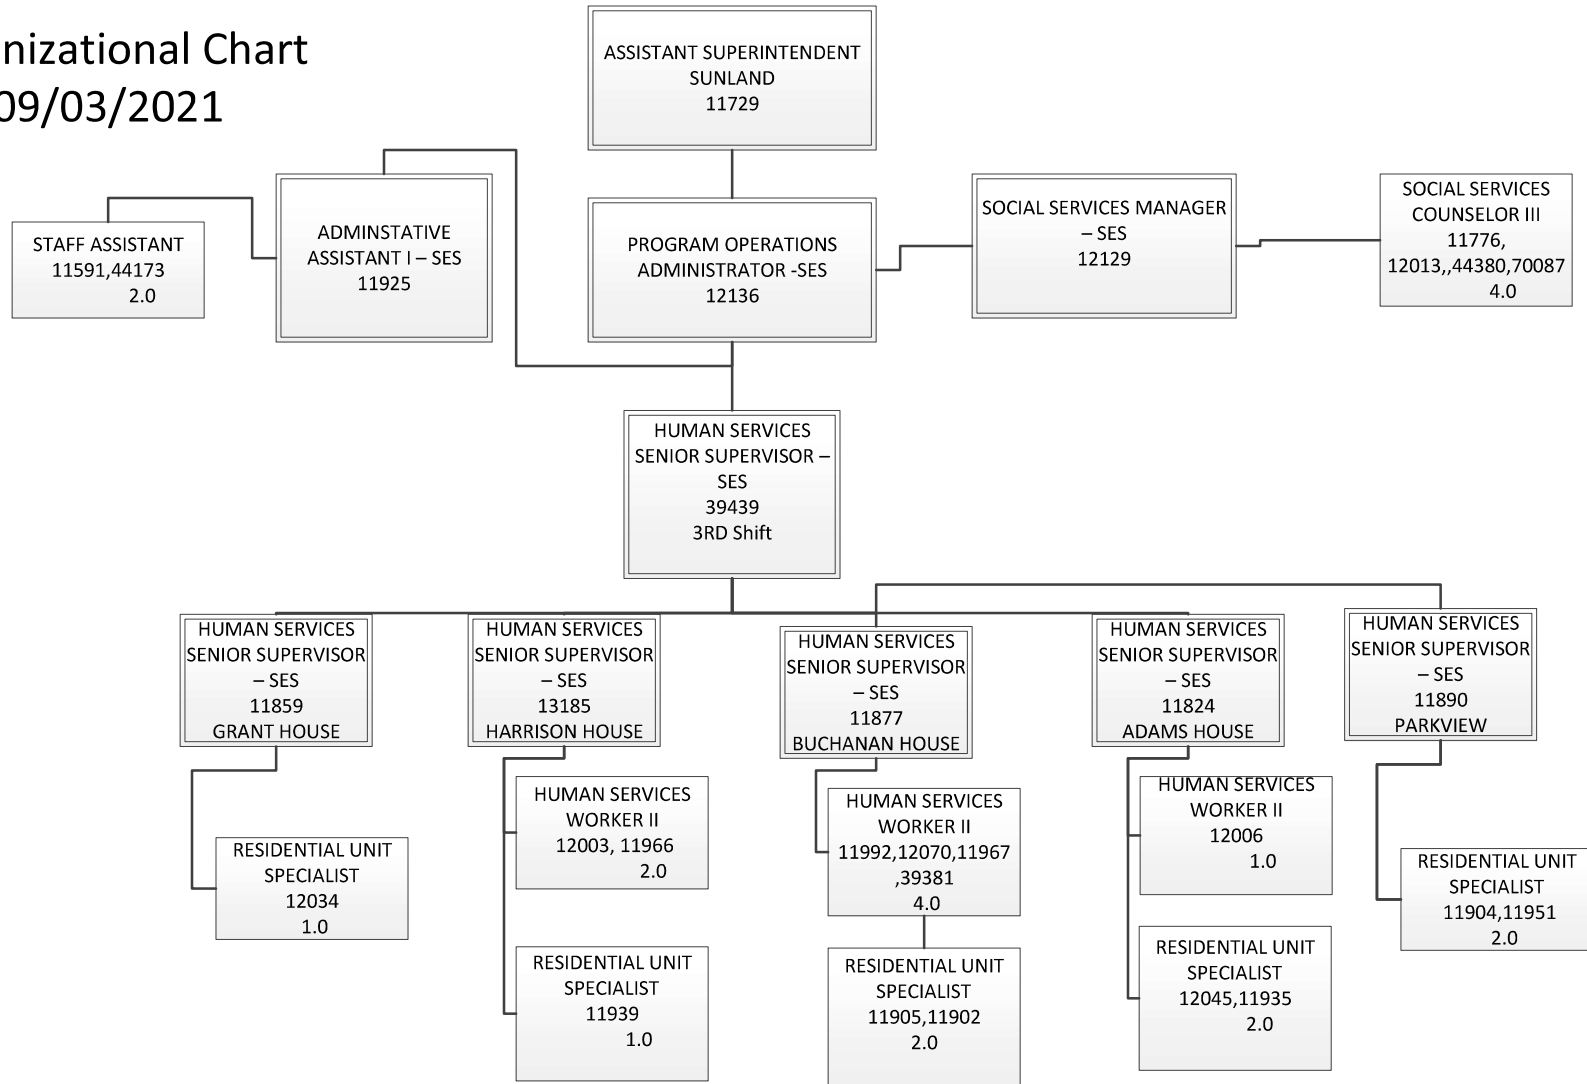 nizational Chart
09/03/2021
ASSISTANT SUPERINTENDENT
SUNLAND
11729
STAFF ASSISTANT
11591,44173
2.0
ADMINSTATIVE
ASSISTANT I – SES
11925
PROGRAM OPERATIONS
ADMINISTRATOR -SES
12136
SOCIAL SERVICES MANAGER
– SES
12129
SOCIAL SERVICES
COUNSELOR III
11776,
12013,,44380,70087
4.0
HUMAN SERVICES
SENIOR SUPERVISOR –
SES
39439
3RD Shift
HUMAN SERVICES
SENIOR SUPERVISOR
– SES
11859
GRANT HOUSE
HUMAN SERVICES
SENIOR SUPERVISOR
– SES
13185
HARRISON HOUSE
HUMAN SERVICES
SENIOR SUPERVISOR
– SES
11877
BUCHANAN HOUSE
HUMAN SERVICES
SENIOR SUPERVISOR
– SES
11824
ADAMS HOUSE
HUMAN SERVICES
SENIOR SUPERVISOR
– SES
11890
PARKVIEW
RESIDENTIAL UNIT
SPECIALIST
12034
1.0
HUMAN SERVICES
WORKER II
12003, 11966
2.0
RESIDENTIAL UNIT
SPECIALIST
11939
1.0
HUMAN SERVICES
WORKER II
11992,12070,11967
,39381
4.0
RESIDENTIAL UNIT
SPECIALIST
11905,11902
2.0
HUMAN SERVICES
WORKER II
12006
1.0
RESIDENTIAL UNIT
SPECIALIST
12045,11935
2.0
RESIDENTIAL UNIT
SPECIALIST
11904,11951
2.0